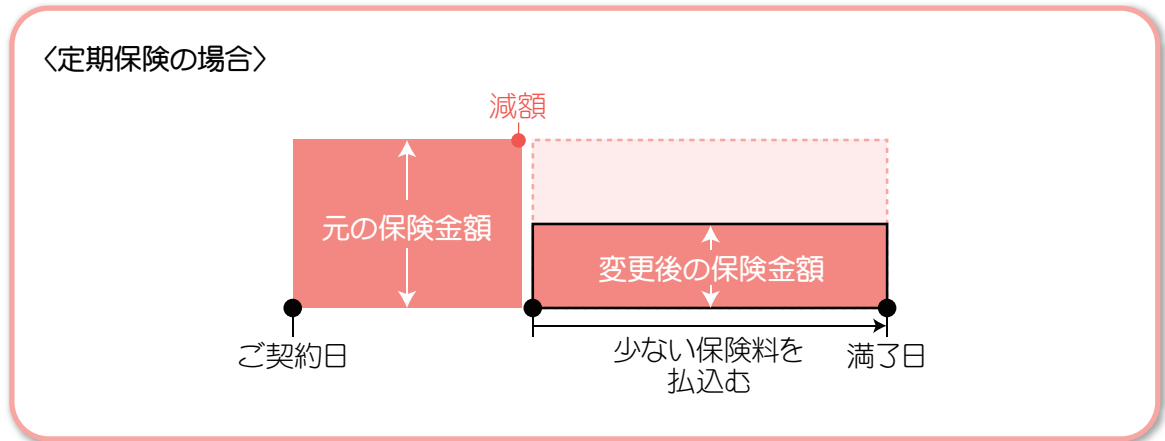 〈定期保険の場合〉
減額
元の保険金額
変更後の保険金額
ご契約日
少ない保険料を
払込む
満了日